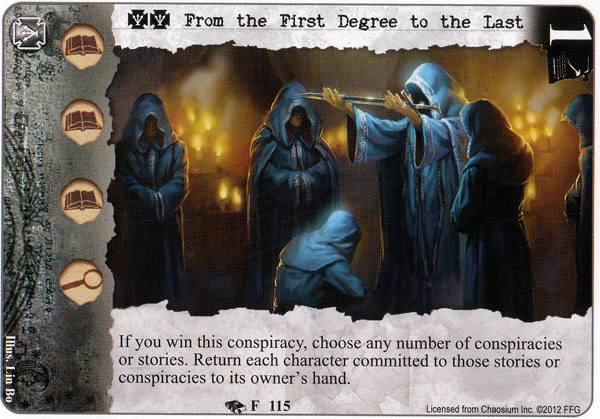 From the First Degree to the Last
1
If you win this conspiracy, choose any number of conspiracies
or stories. Return each character committed to those stories or
conspiracies to its owner's hand.
Illus. Lin Bo
F 115
Licensed from Chaosium Inc. ©2012 FFG